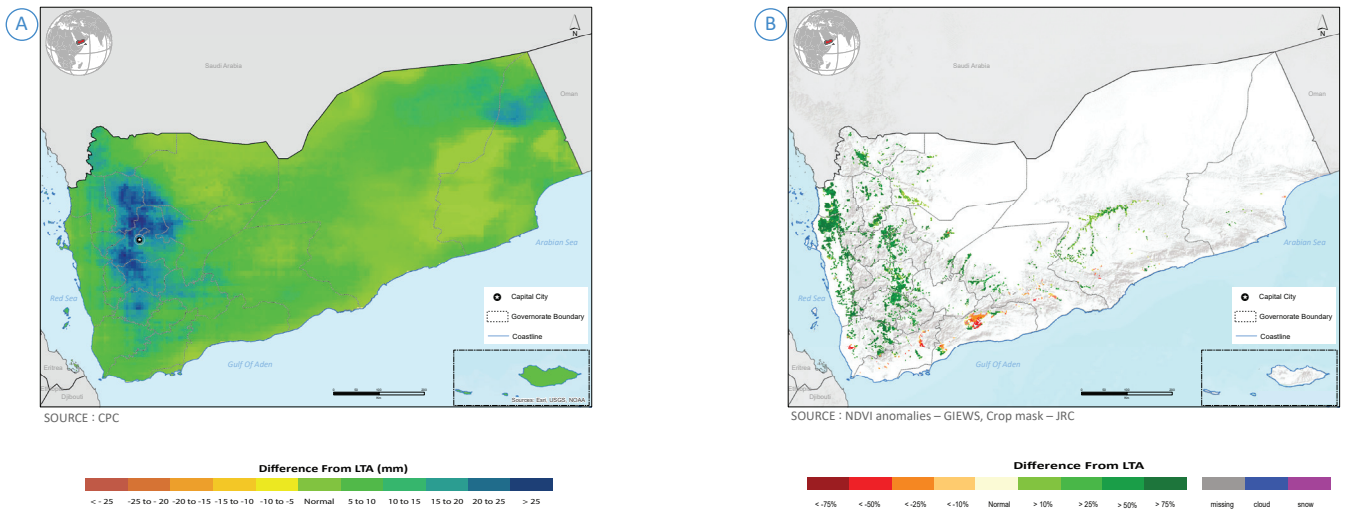 A
N
Saudi Arabia
Oman
Arabian Sea
Red Sea
Gulf Of Aden
Eritrea
Djibouti
Capital City
Governorate Boundary
Coastline
Sources: Esri, USGS, NOAA
SOURCE : CPC
Difference From LTA (mm)
< - 25 -25 to - 20 -20 to -15 -15 to -10 -10 to -5 Normal 5 to 10 10 to 15 15 to 20 20 to 25 > 25
B
N
Saudi Arabia
Oman
Arabian Sea
Red Sea
Gulf Of Aden
Eritrea
Djibouti
Capital City
Governorate Boundary
Coastline
SOURCE : NDVI anomalies – GIEWS, Crop mask – JRC
Difference From LTA
< -75% < -50% < -25% < -10% Normal > 10% > 25% > 50% > 75% missing cloud snow